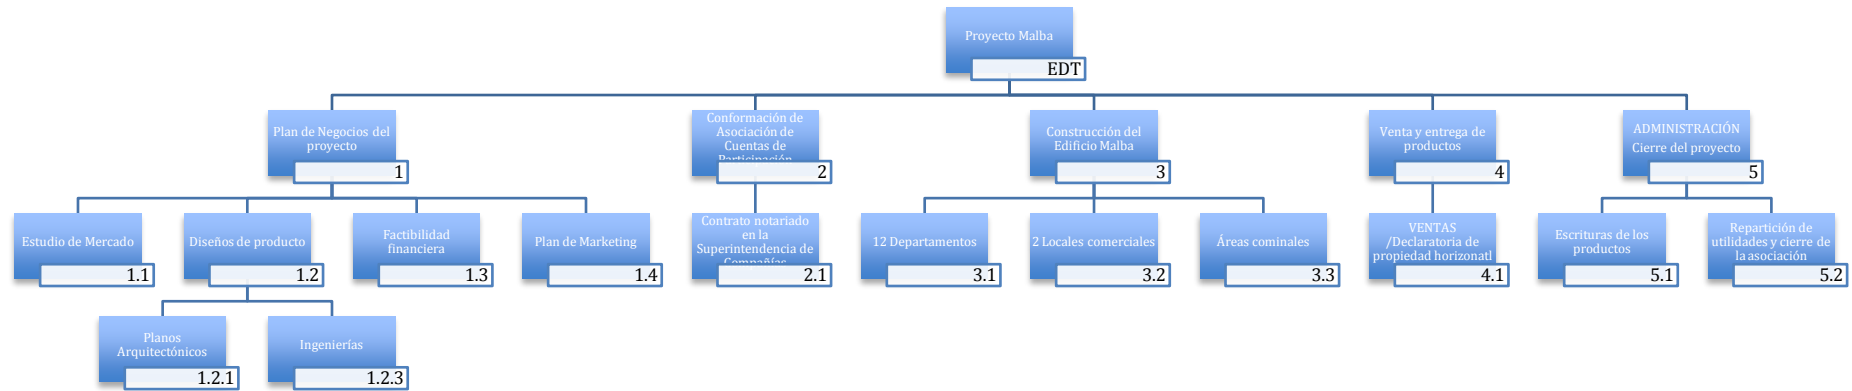 Proyecto Malba
EDT
Plan de Negocios del
proyecto
1
Conformación de
Asociación de
Cuentas de
Participación
2
Construcción del
Edificio Malba
3
Venta y entrega de
productos
4
ADMINISTRACIÓN
Cierre del proyecto
5
Estudio de Mercado
1.1
Diseños de producto
1.2
Factibilidad
financiera
1.3
Plan de Marketing
1.4
Contrato notariado
en la
Superintendencia de
Compañías
2.1
12 Departamentos
3.1
2 Locales comerciales
3.2
Áreas cominales
3.3
VENTAS
/Declaratoria de
propiedad horizonatl
4.1
Escrituras de los
productos
5.1
Repartición de
utilidades y cierre de
la asociación
5.2
Planos
Arquitectónicos
1.2.1
Ingenierías
1.2.3